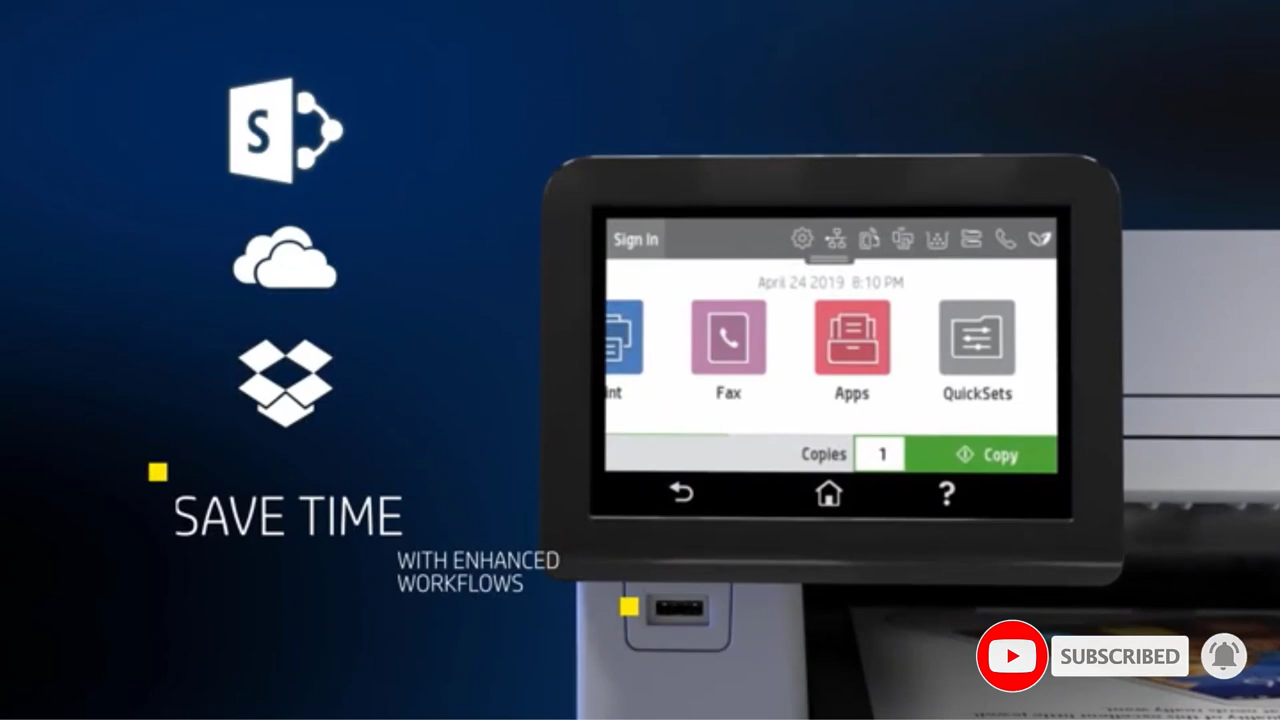 S
Sign In
April 24 2019 8:10 PM
int
Fax
Apps
QuickSets
Copies
1
Copy
?
SAVE TIME
WITH ENHANCED
WORKFLOWS
SUBSCRIBED